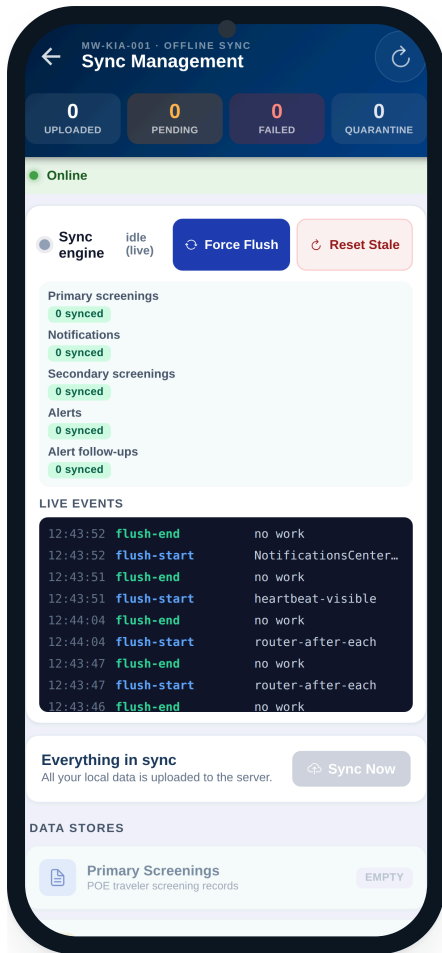 MW-KIA-001 • OFFLINE SYNC
Sync Management
0 0 0 0
UPLOADED PENDING FAILED QUARANTINE
Online
Sync engine idle (live) Force Flush Reset Stale
Primary screenings
0 synced
Notifications
0 synced
Secondary screenings
0 synced
Alerts
0 synced
Alert follow-ups
0 synced
LIVE EVENTS
12:43:52 flush-end no work
12:43:52 flush-start NotificationsCenter…
12:43:51 flush-end no work
12:43:51 flush-start heartbeat-visible
12:44:04 flush-end no work
12:44:04 flush-start router-after-each
12:43:47 flush-end no work
12:43:47 flush-start router-after-each
12:43:46 flush-end no work
Everything in sync
All your local data is uploaded to the server.
Sync Now
DATA STORES
Primary Screenings
POE traveler screening records
EMPTY